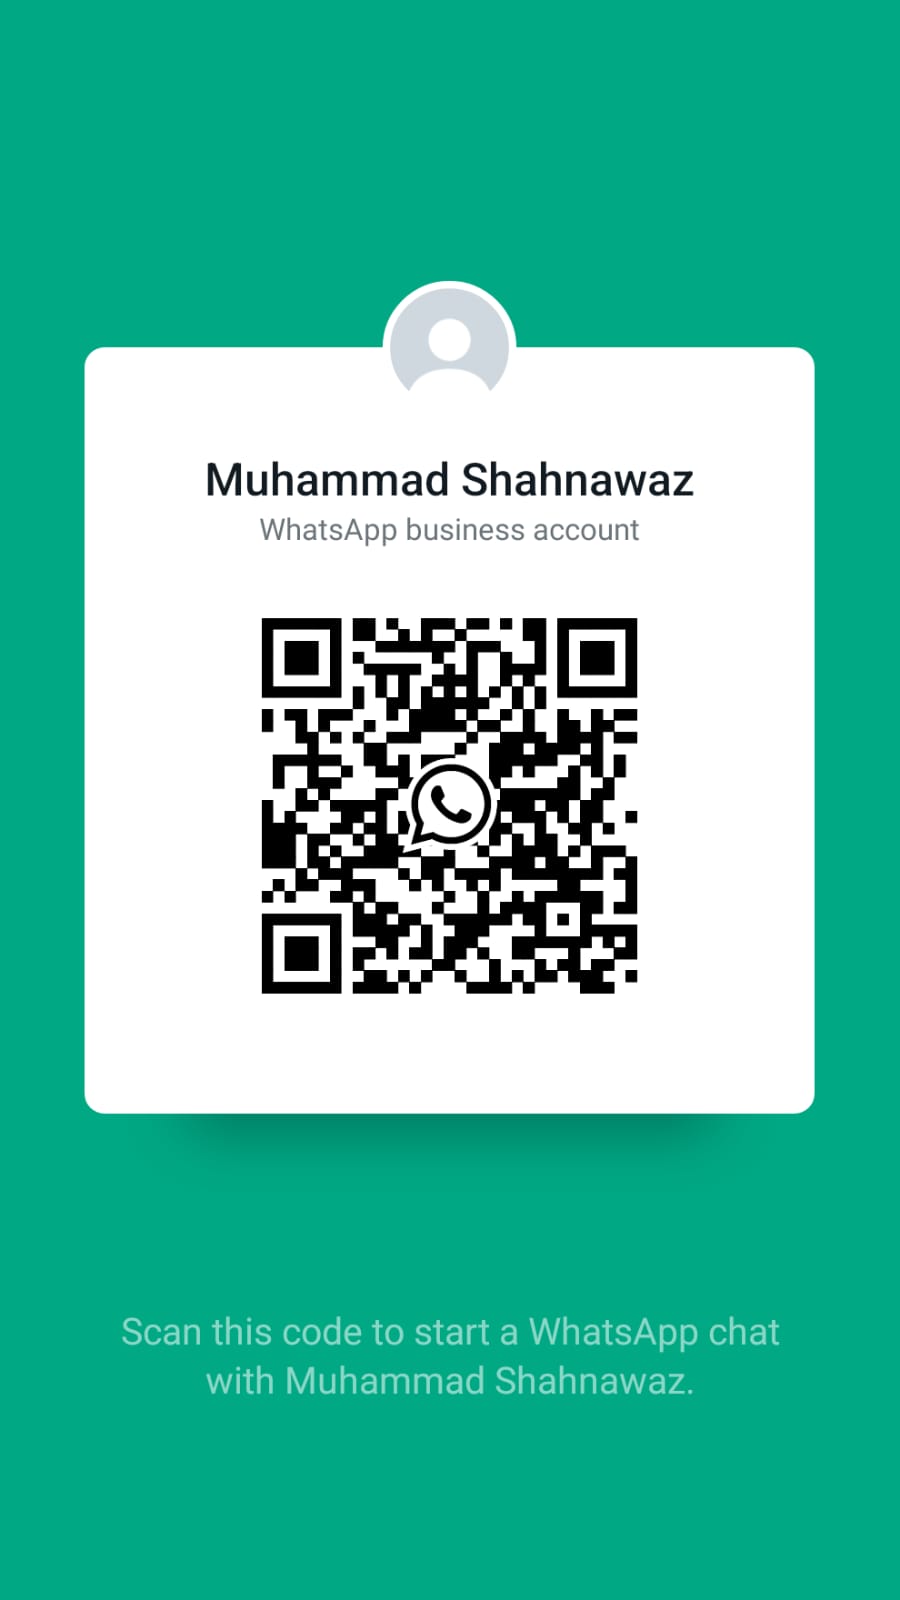 Muhammad Shahnawaz
WhatsApp business account
Scan this code to start a WhatsApp chat
with Muhammad Shahnawaz.